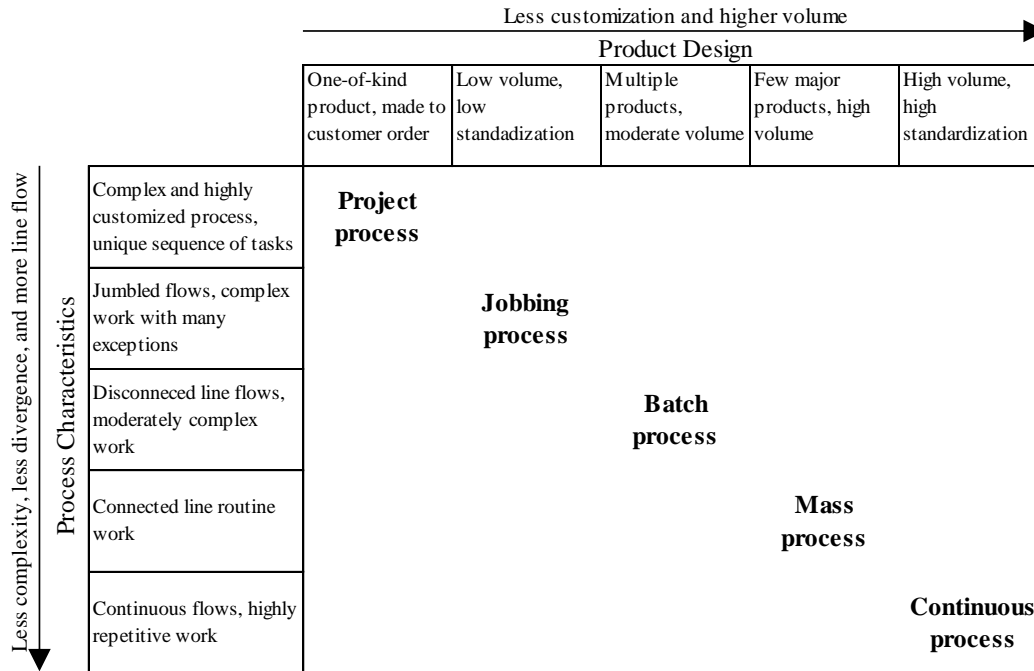 Less customization and higher volume
Product Design
One-of-kind
product, made to
customer order
Low volume,
low
standadization
Multiple
products,
moderate volume
Few major
products, high
volume
High volume,
high
standardization
Less complexity, less divergence, and more line flow
Process Characteristics
Complex and highly
customized process,
unique sequence of tasks
Project
process
Jumbled flows, complex
work with many
exceptions
Jobbing
process
Disconneced line flows,
moderately complex
work
Batch
process
Connected line routine
work
Mass
process
Continuous flows, highly
repetitive work
Continuous
process